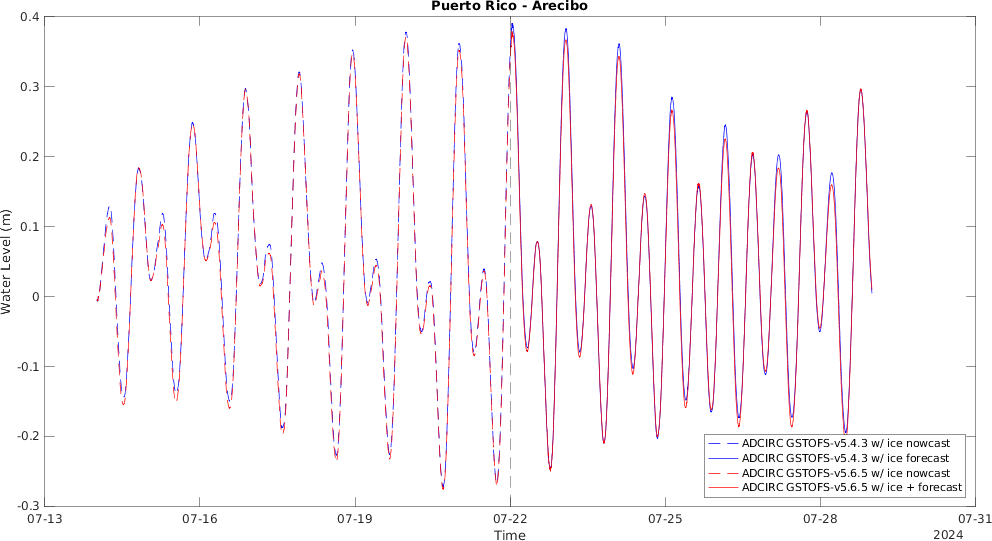 Puerto Rico - Arecibo
0.4
0.3
0.2
0.1
0
-0.1
-0.2
-0.3
Water Level (m)
ADCIRC GSTOFS-v5.4.3 w/ ice nowcast
ADCIRC GSTOFS-v5.4.3 w/ ice forecast
ADCIRC GSTOFS-v5.6.5 w/ ice nowcast
ADCIRC GSTOFS-v5.6.5 w/ ice + forecast
07-13 07-16 07-19 07-22 07-25 07-28 07-31
Time
2024